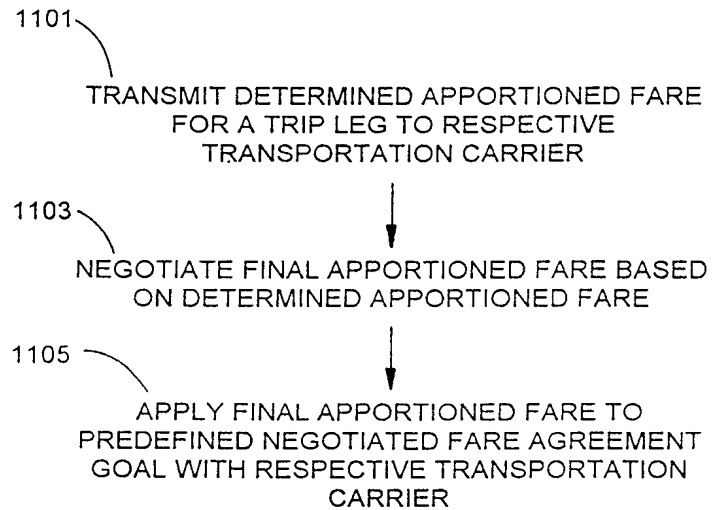 1101
TRANSMIT DETERMINED APPORTIONED FARE
FOR A TRIP LEG TO RESPECTIVE
TRANSPORTATION CARRIER
1103
NEGOTIATE FINAL APPORTIONED FARE BASED
ON DETERMINED APPORTIONED FARE
1105
APPLY FINAL APPORTIONED FARE TO
PREDEFINED NEGOTIATED FARE AGREEMENT
GOAL WITH RESPECTIVE TRANSPORTATION
CARRIER